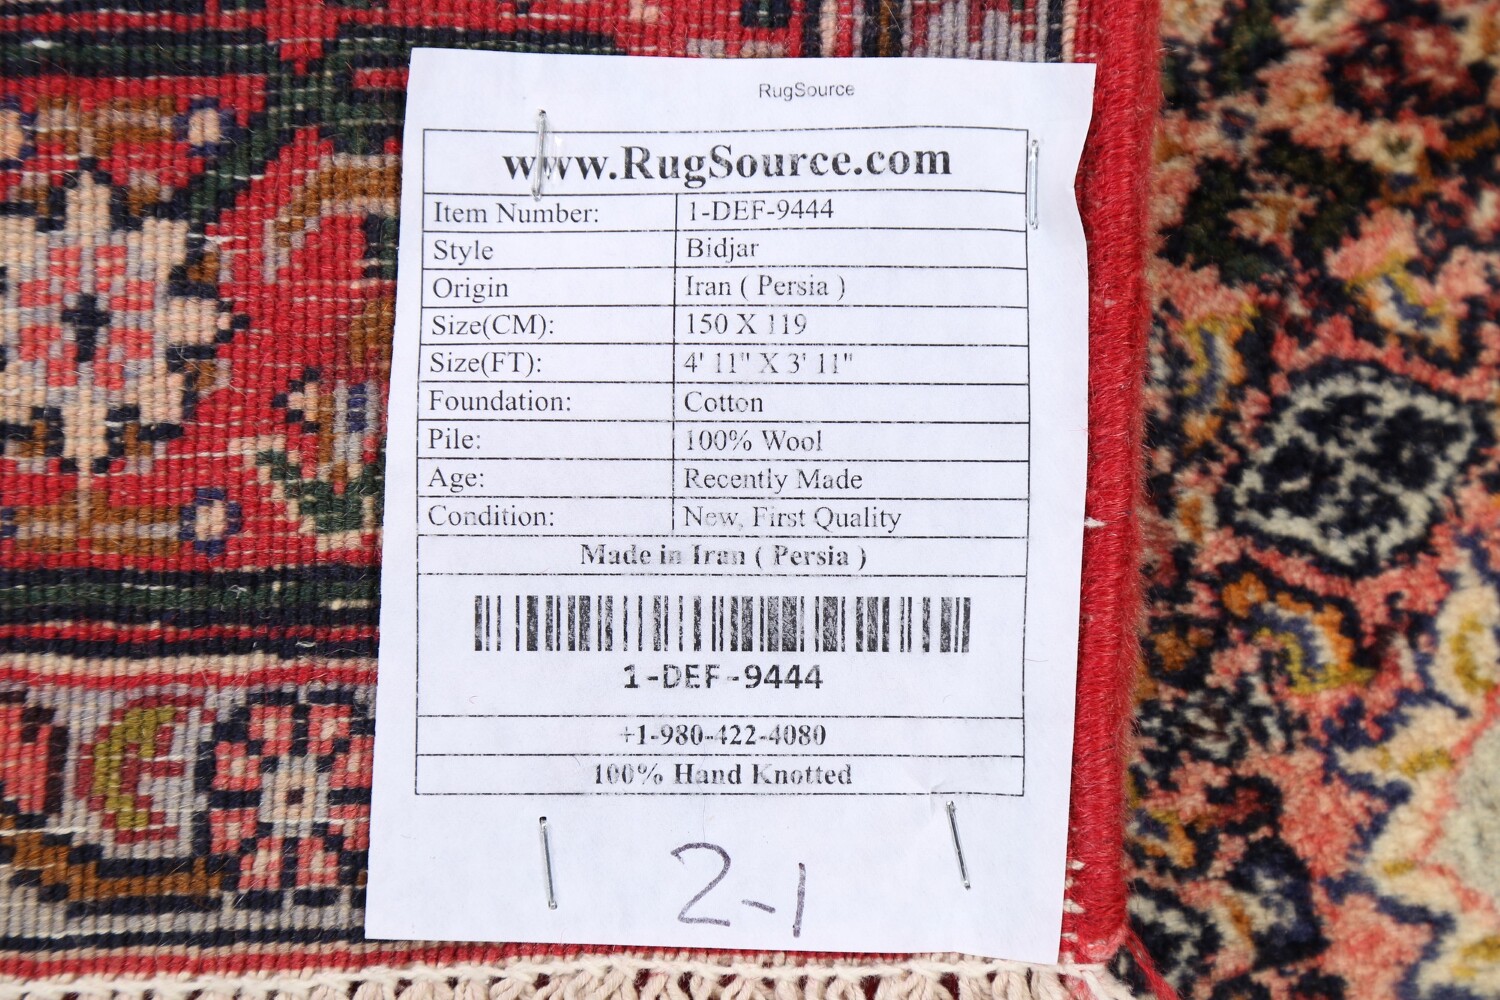 RugSource
www.RugSource.com
Item Number: 1-DEF-9444
Style Bidjar
Origin Iran ( Persia )
Size(CM): 150 X 119
Size(FT): 4' 11" X 3' 11"
Foundation: Cotton
Pile: 100% Wool
Age: Recently Made
Condition: New, First Quality
Made in Iran ( Persia )
1-DEF-9444
+1-980-422-4080
100% Hand Knotted
2-1